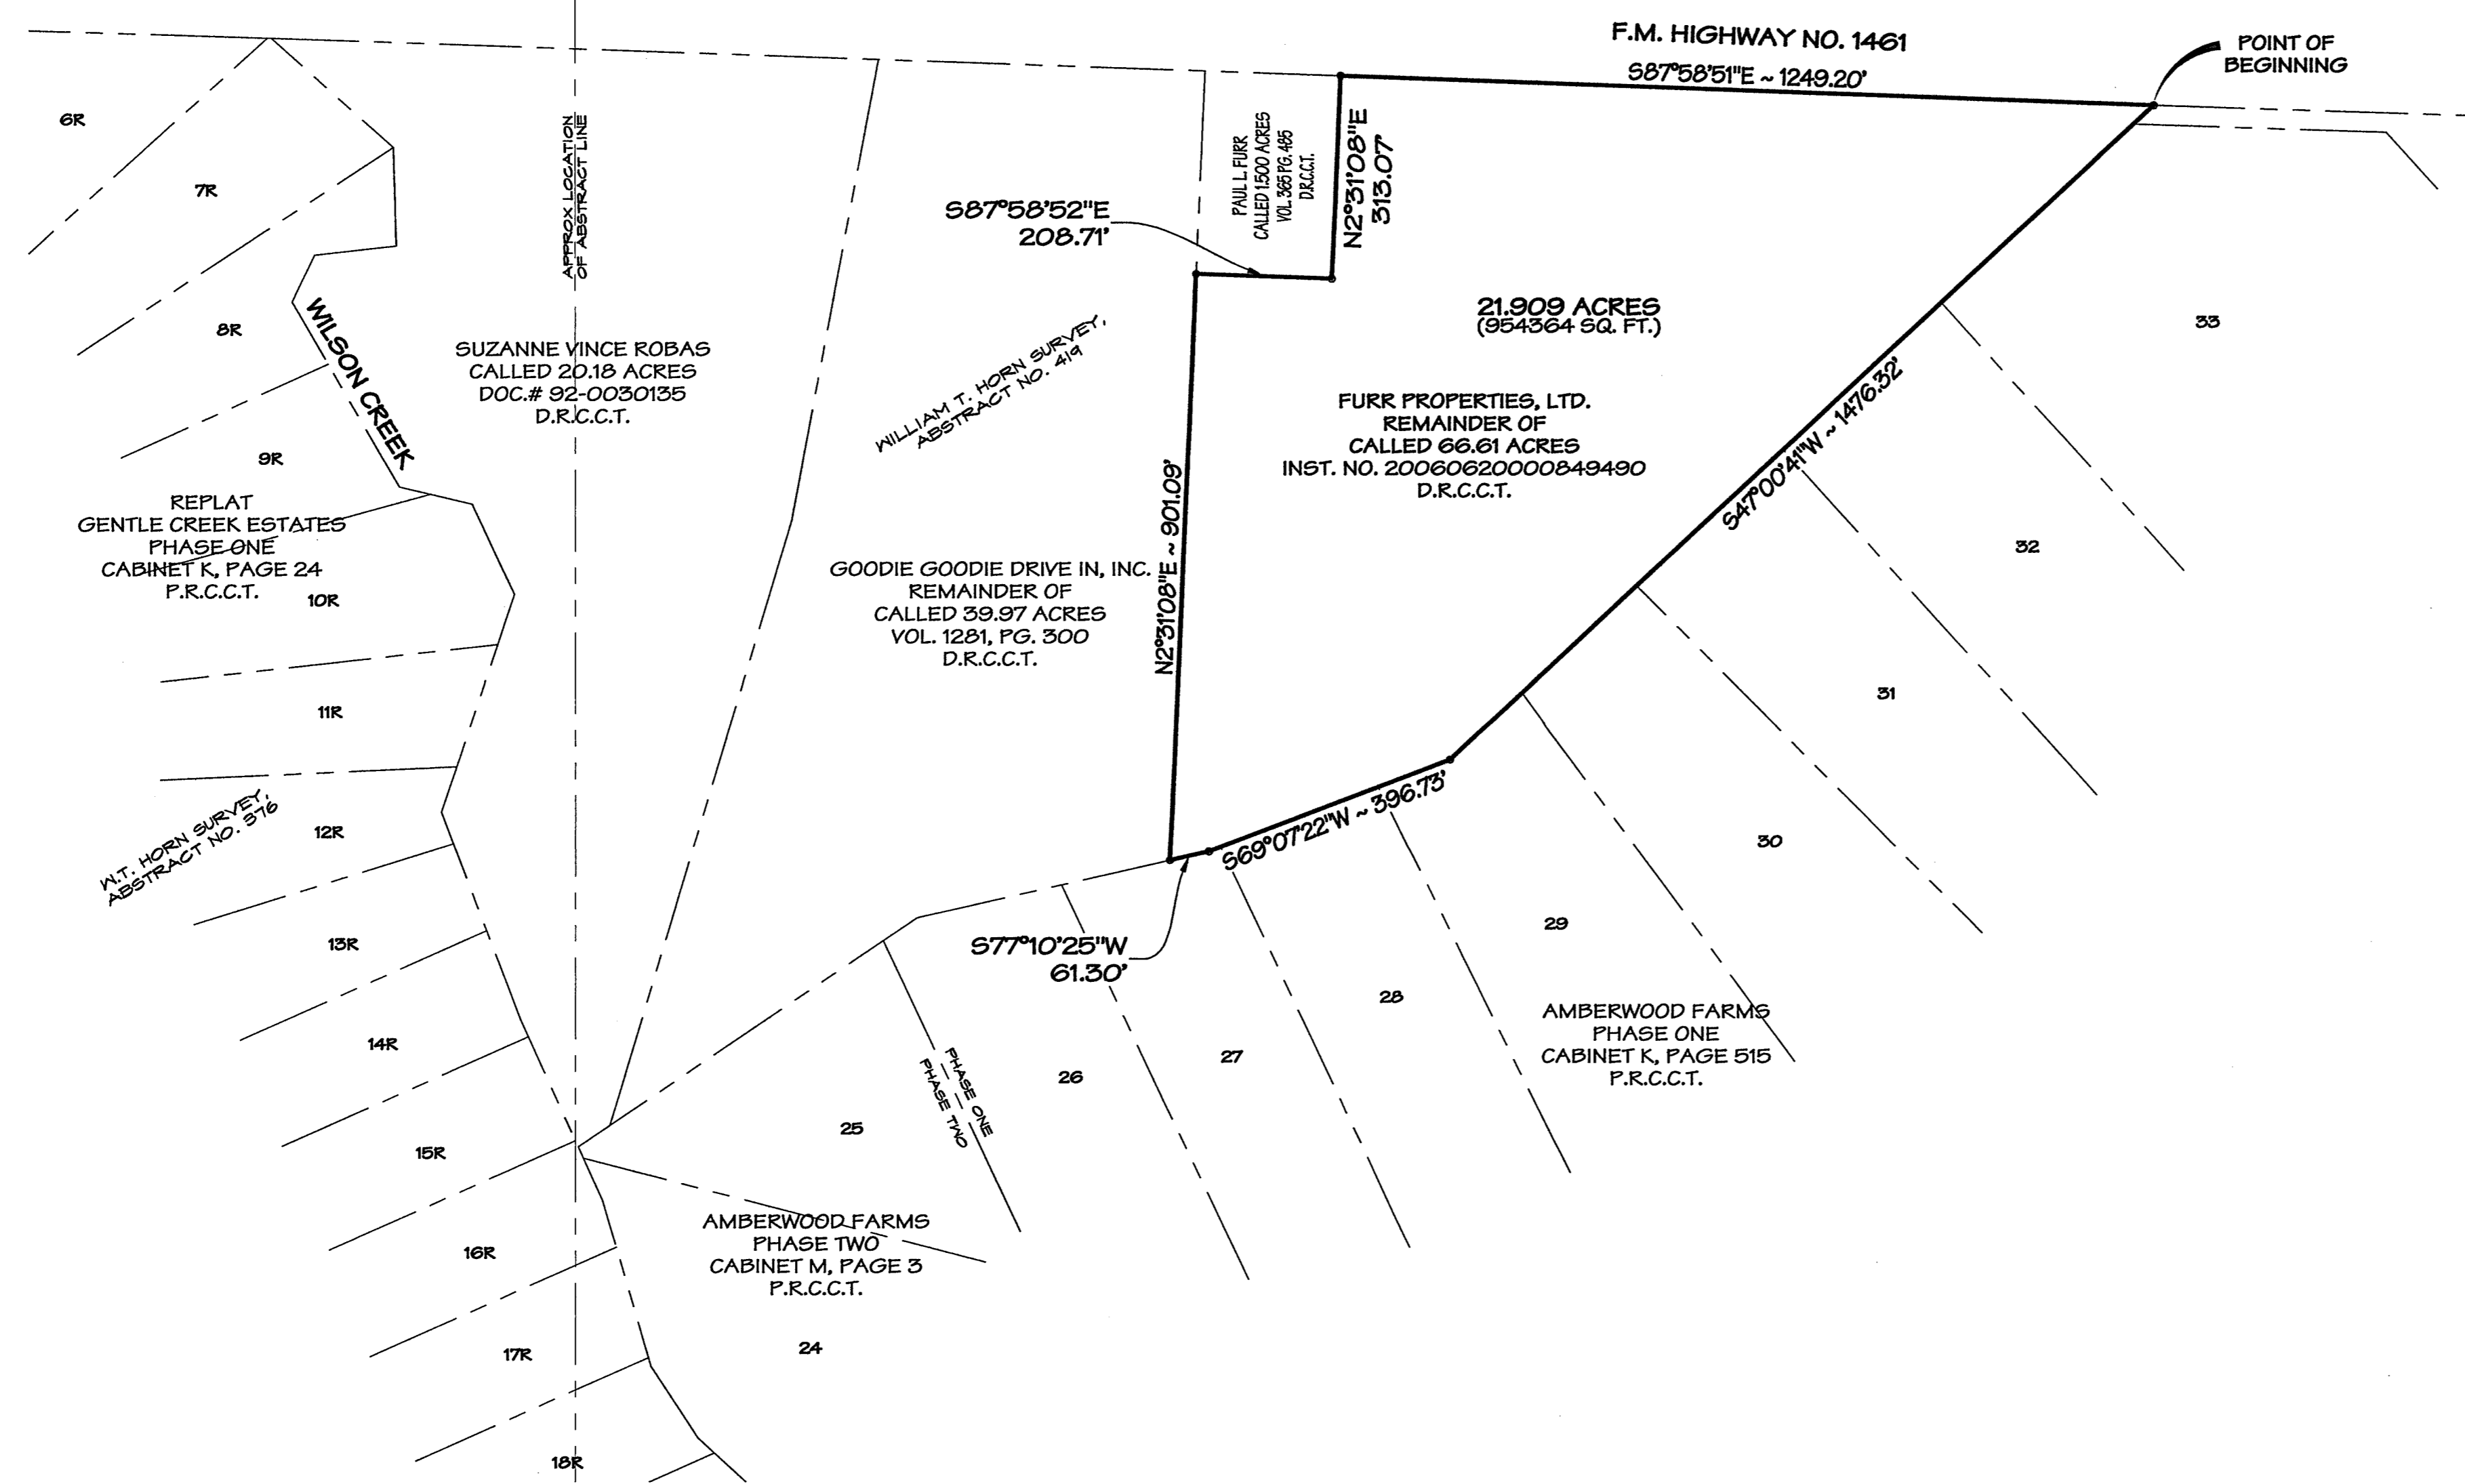 F.M. HIGHWAY NO. 1461
S87°58'51"E ~ 1249.20'
POINT OF
BEGINNING
6R
7R
8R
9R
APPROX LOCATION
OF ABSTRACT LINE
WILSON CREEK
SUZANNE VINCE ROBAS
CALLED 20.18 ACRES
DOC.# 92-0030135
D.R.C.C.T.
PAUL L. FURR
CALLED 1.500 ACRES
VOL. 365 PG. 485
D.R.C.C.T.
N2°31'08"E
313.07'
S87°58'52"E
208.71'
WILLIAM T. HORN SURVEY,
ABSTRACT NO. 419
21.909 ACRES
(954364 SQ. FT.)
FURR PROPERTIES, LTD.
REMAINDER OF
CALLED 66.61 ACRES
INST. NO. 20060620000849490
D.R.C.C.T.
S47°00'41"W ~ 1476.32'
33
32
31
30
29
28
27
26
25
24
REPLAT
GENTLE CREEK ESTATES
PHASE ONE
CABINET K, PAGE 24
P.R.C.C.T.
10R
11R
12R
13R
14R
15R
16R
17R
18R
GOODIE GOODIE DRIVE IN, INC.
REMAINDER OF
CALLED 39.97 ACRES
VOL. 1281, PG. 300
D.R.C.C.T.
N2°31'08"E ~ 901.09'
W.T. HORN SURVEY,
ABSTRACT NO. 376
S69°07'22"W ~ 396.73'
S77°10'25"W
61.30'
PHASE ONE
PHASE TWO
AMBERWOOD FARMS
PHASE ONE
CABINET K, PAGE 515
P.R.C.C.T.
AMBERWOOD FARMS
PHASE TWO
CABINET M, PAGE 3
P.R.C.C.T.